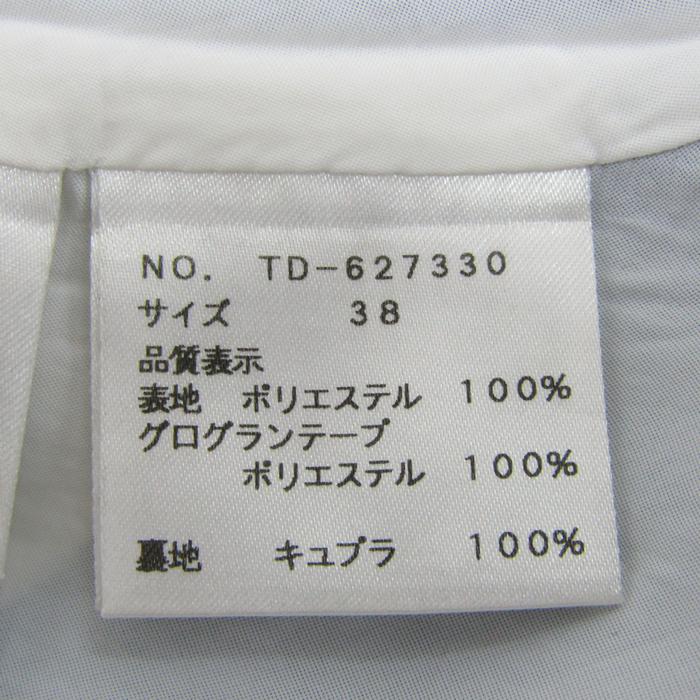 NO. TD-627330
サイズ 38
品質表示
表地 ポリエステル 100%
グログランテープ
ポリエステル 100%
裏地 キュプラ 100%